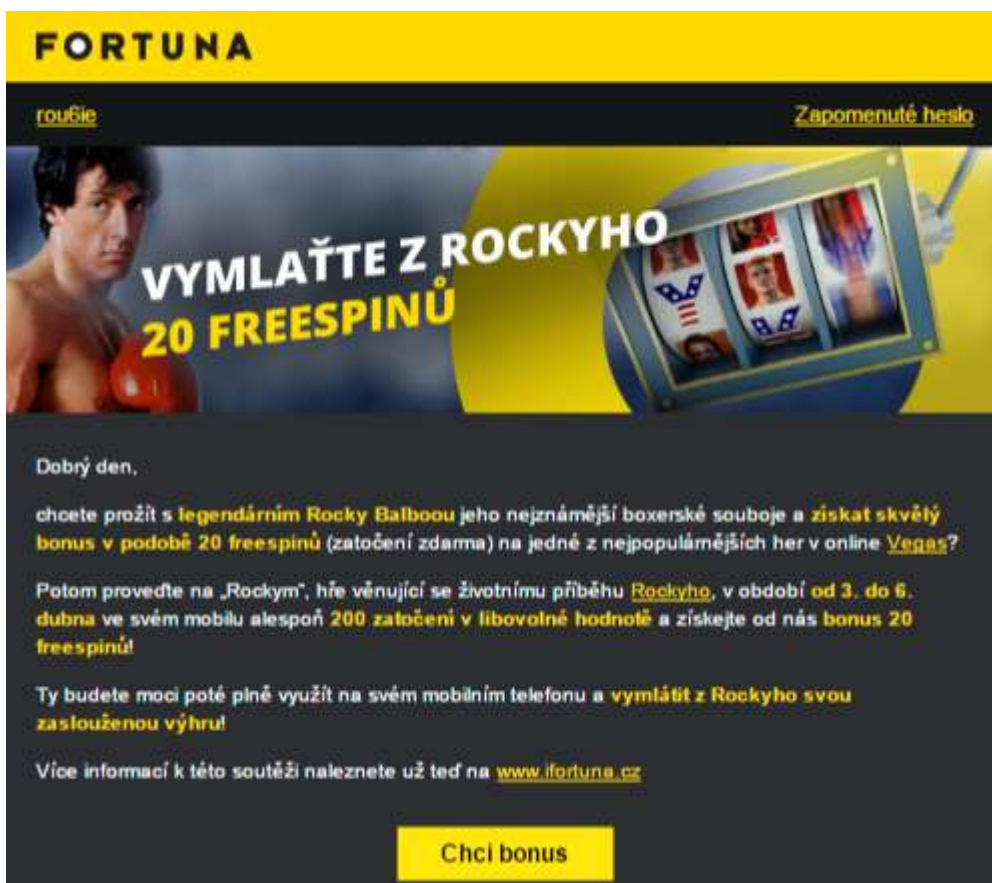 FORTUNA
rou6ie
Zapomenuté heslo
VYMLAŤTE Z ROCKYHO
20 FREESPINŮ
Dobrý den,
chcete prožít s legendárním Rocky Balboou jeho nejznámější boxerské souboje a získat skvělý
bonus v podobě 20 freespinů (zatočení zdarma) na jedné z nejpopulárnějších her v online Vegas?
Potom proveďte na „Rockym“, hře věnující se životnímu příběhu Rockyho, v období od 3. do 6.
dubna ve svém mobilu alespoň 200 zatočení v libovolné hodnotě a získejte od nás bonus 20
freespinů!
Ty budete moci poté plně využít na svém mobilním telefonu a vymlátit z Rockyho svou
zaslouženou výhru!
Více informací k této soutěži naleznete už teď na www.ifortuna.cz
Chci bonus